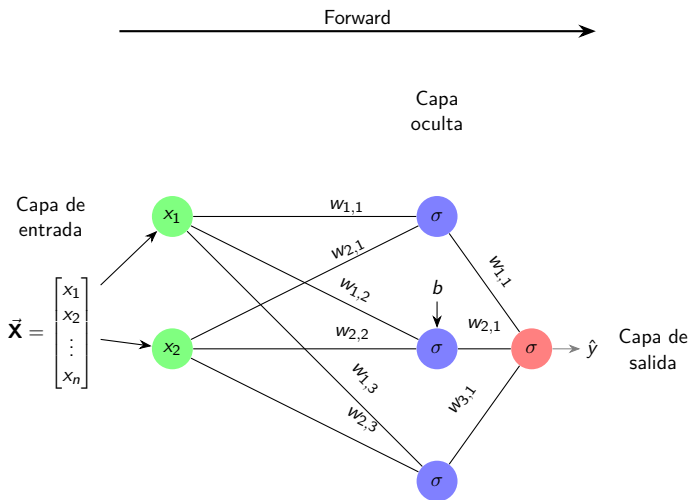 Forward
Capa
oculta
Capa de
entrada
x₁
w₁,₁
σ
w₂,₁
w₁,₁
w₁,₂
b
X⃗ = [x₁ x₂ ⋮ xₙ]
x₂
w₂,₂
σ
w₂,₁
σ
ŷ
Capa de
salida
w₁,₃
w₃,₁
w₂,₃
σ